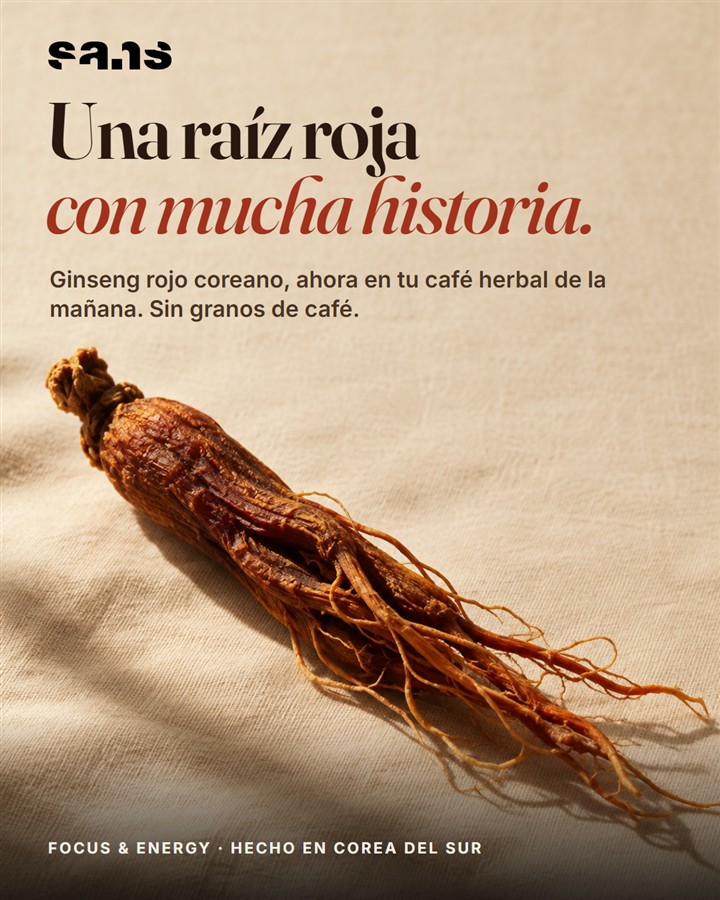 sans
Una raíz roja
con mucha historia.
Ginseng rojo coreano, ahora en tu café herbal de la
mañana. Sin granos de café.
FOCUS & ENERGY · HECHO EN COREA DEL SUR